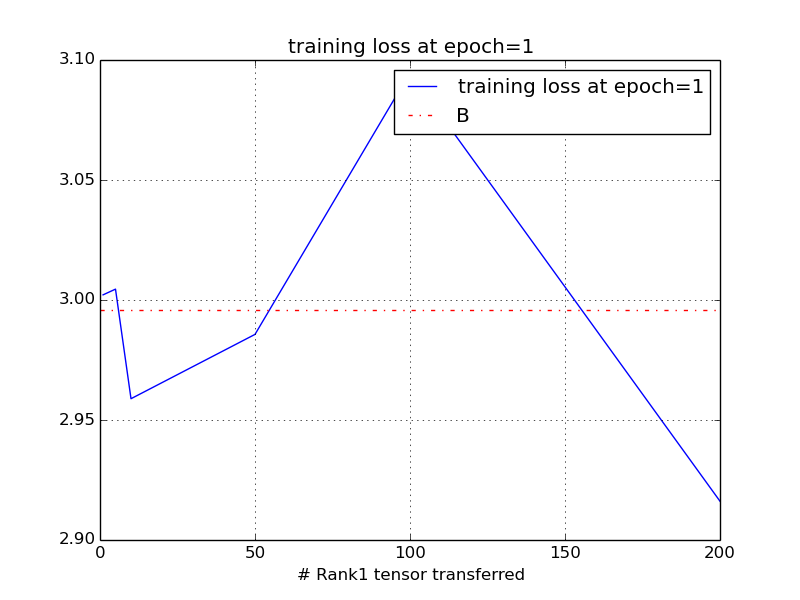 training loss at epoch=1
3.10
training loss at epoch=1
B
3.05
3.00
2.95
2.90
0 50 100 150 200
# Rank1 tensor transferred